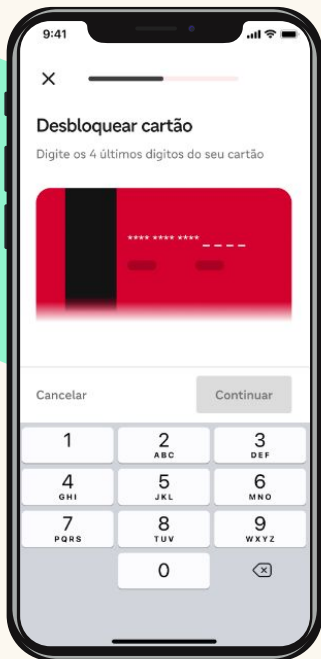 9:41
Desbloquear cartão
Digite os 4 últimos digitos do seu cartão
**** **** **** _ _ _ _
Cancelar
Continuar
1
2
ABC
3
DEF
4
GHI
5
JKL
6
MNO
7
PQRS
8
TUV
9
WXYZ
0